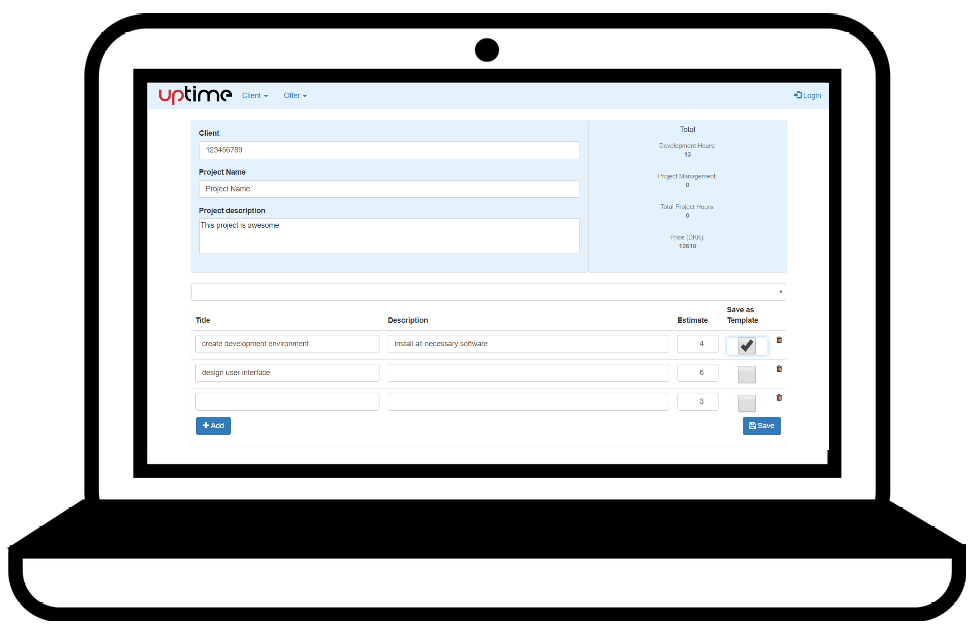 uptime Client Offer Login
Client
123456789
Project Name
Project Name
Project description
This project is awesome
Total
Development Hours:
13
Project Management:
0
Total Project Hours:
0
Price (DKK):
12610
Title Description Estimate Save as Template
create development environment Install all necessary software 4
design user interface 6
3
Add Save